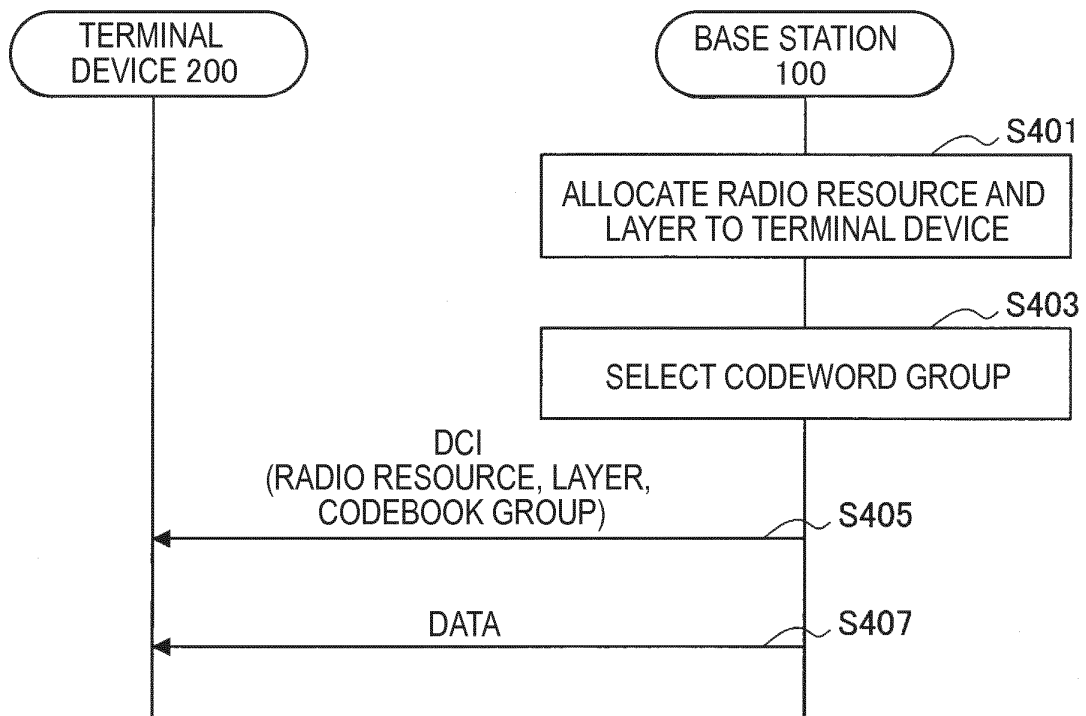 TERMINAL
DEVICE 200
BASE STATION
100
S401
ALLOCATE RADIO RESOURCE AND
LAYER TO TERMINAL DEVICE
S403
SELECT CODEWORD GROUP
DCI
(RADIO RESOURCE, LAYER,
CODEBOOK GROUP)
S405
DATA
S407